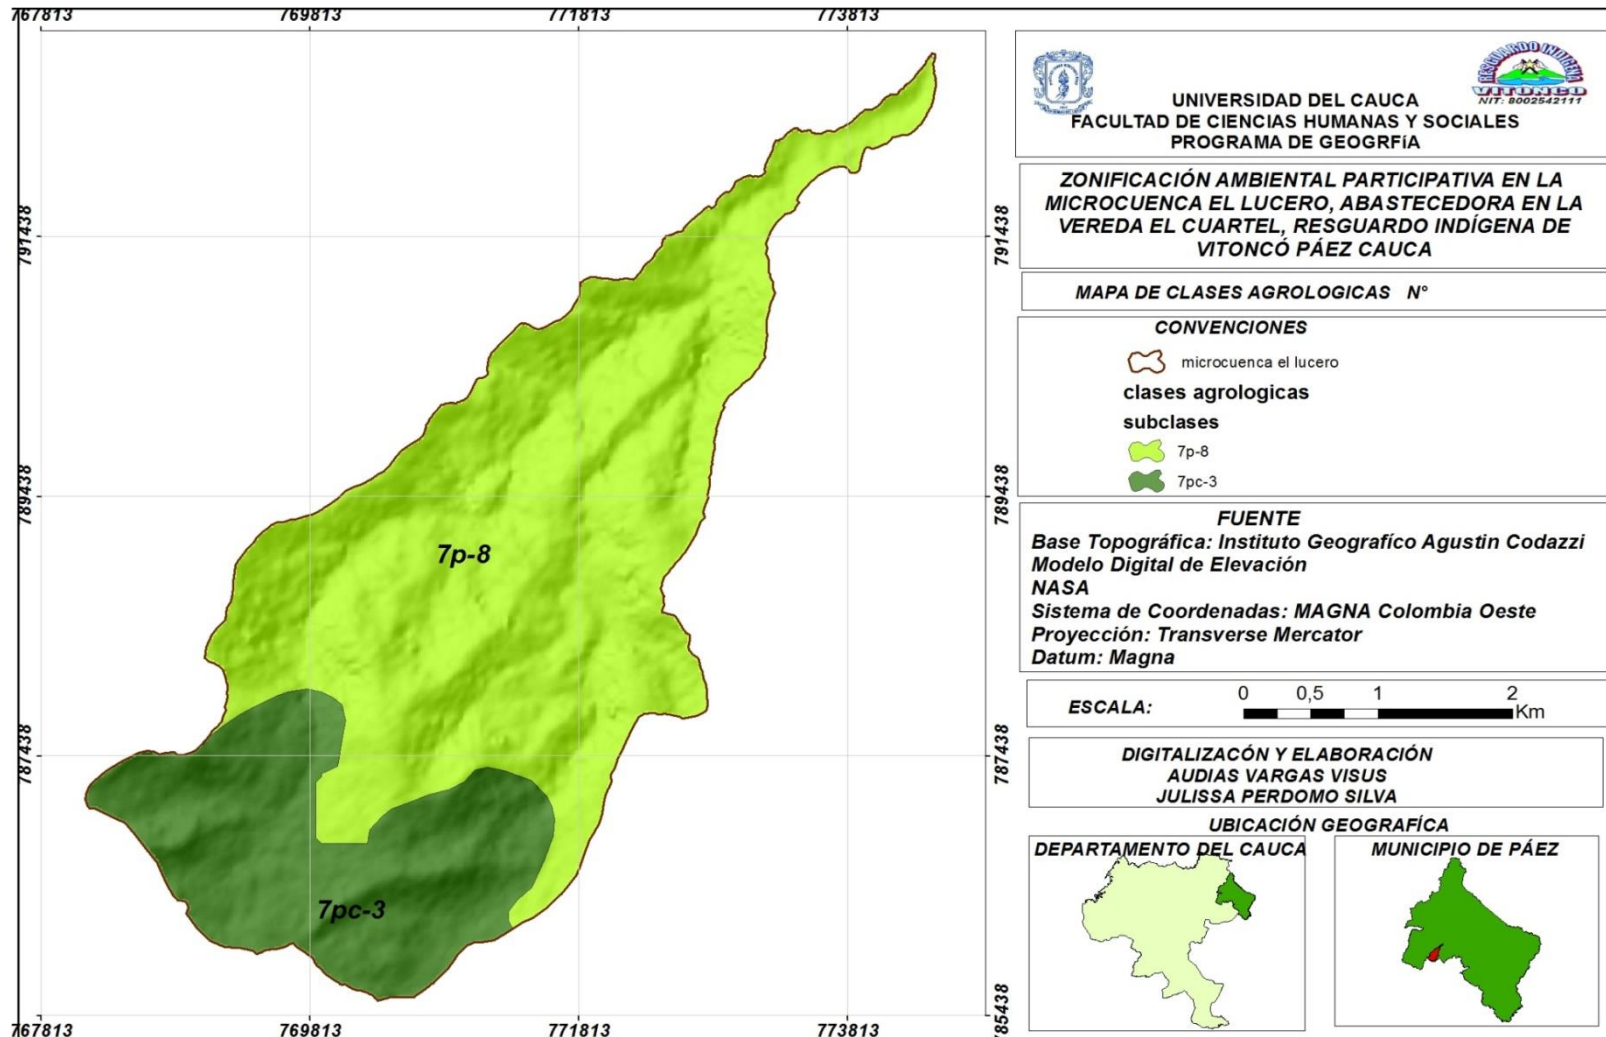 767813
769813
771813
773813
791438
791438
789438
789438
787438
787438
785438
767813
769813
771813
773813
7p-8
7pc-3
RESGUARDO INDIGENA
VITONCO
NIT: 8002542111
UNIVERSIDAD DEL CAUCA
FACULTAD DE CIENCIAS HUMANAS Y SOCIALES
PROGRAMA DE GEOGRFíA
ZONIFICACIÓN AMBIENTAL PARTICIPATIVA EN LA
MICROCUENCA EL LUCERO, ABASTECEDORA EN LA
VEREDA EL CUARTEL, RESGUARDO INDÍGENA DE
VITONCÓ PÁEZ CAUCA
MAPA DE CLASES AGROLOGICAS N°
CONVENCIONES
microcuenca el lucero
clases agrologicas
subclases
7p-8
7pc-3
FUENTE
Base Topográfica: Instituto Geografíco Agustin Codazzi
Modelo Digital de Elevación
NASA
Sistema de Coordenadas: MAGNA Colombia Oeste
Proyección: Transverse Mercator
Datum: Magna
ESCALA:
0 0,5 1 2
Km
DIGITALIZACÓN Y ELABORACIÓN
AUDIAS VARGAS VISUS
JULISSA PERDOMO SILVA
UBICACIÓN GEOGRAFÍCA
DEPARTAMENTO DEL CAUCA
MUNICIPIO DE PÁEZ